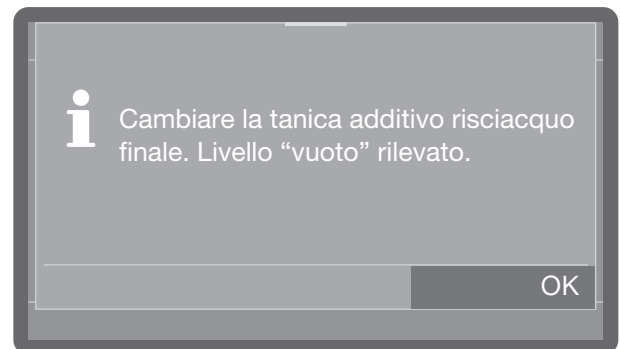 Cambiare la tanica additivo risciacquo
finale. Livello “vuoto” rilevato.
OK